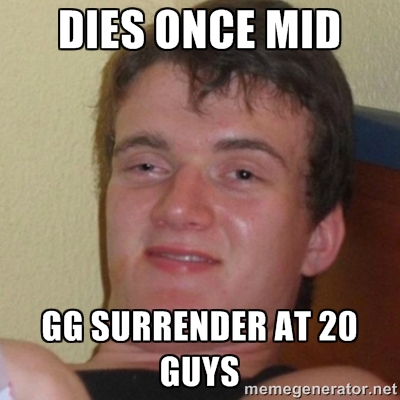 DIES ONCE MID
GG SURRENDER AT 20
GUYS
memegenerator.net